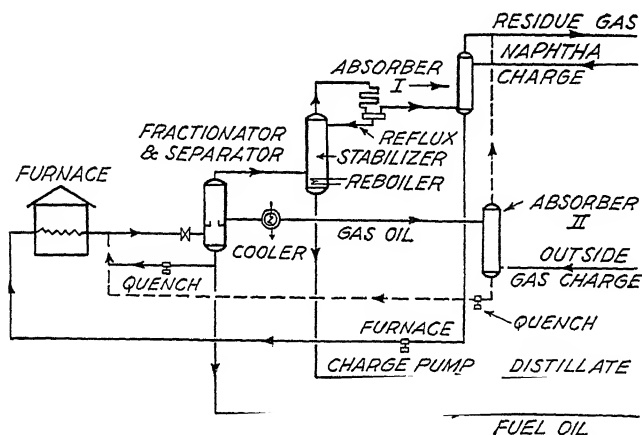 RESIDUE GAS
NAPHTHA
CHARGE
ABSORBER
I
FRACTIONATOR
& SEPARATOR
REFLUX
STABILIZER
REBOILER
FURNACE
ABSORBER
II
COOLER
GAS OIL
OUTSIDE
GAS CHARGE
QUENCH
QUENCH
FURNACE
CHARGE PUMP
DISTILLATE
FUEL OIL